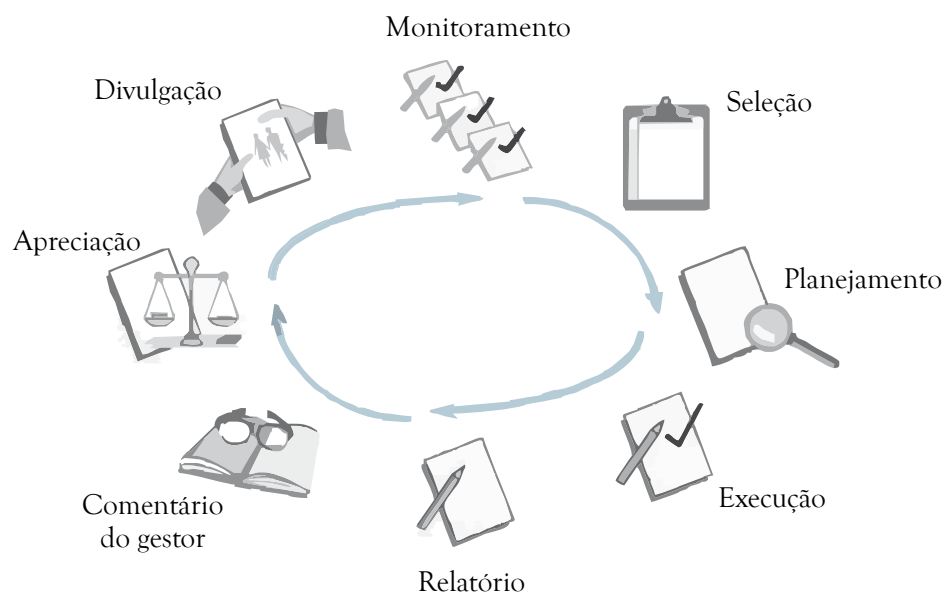 Monitoramento
Divulgação
Seleção
Apreciação
Planejamento
Execução
Comentário
do gestor
Relatório